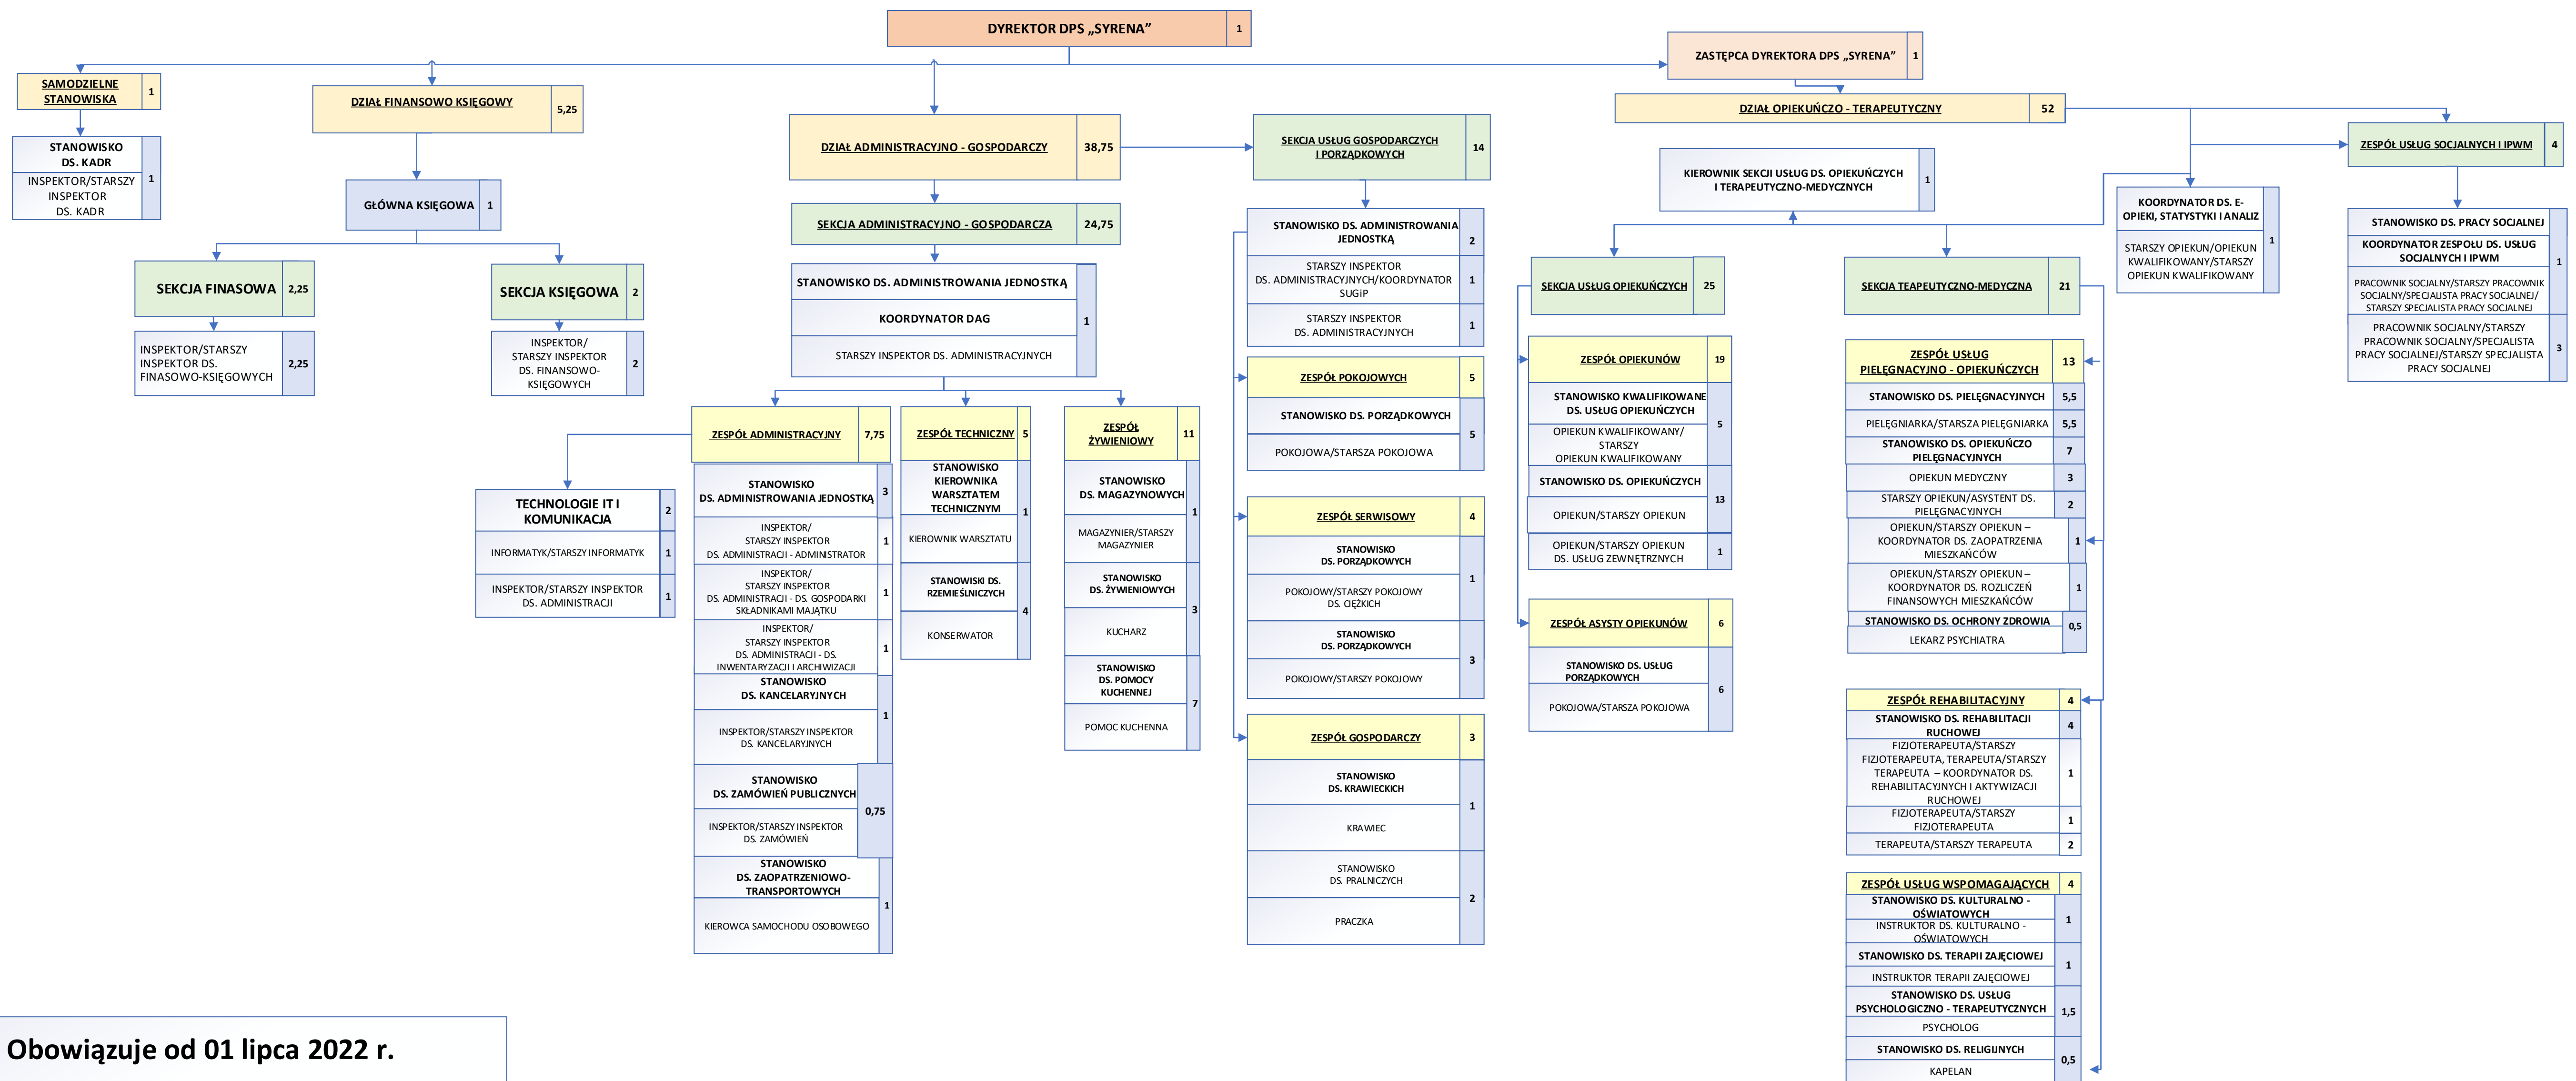 DYREKTOR DPS „SYRENA”
1
ZASTĘPCA DYREKTORA DPS „SYRENA”
1
SAMODZIELNE
STANOWISKA
1
STANOWISKO
DS. KADR
INSPEKTOR/STARSZY
INSPEKTOR
DS. KADR
1
DZIAŁ FINANSOWO KSIĘGOWY
5,25
GŁÓWNA KSIĘGOWA
1
SEKCJA FINASOWA
2,25
INSPEKTOR/STARSZY
INSPEKTOR DS.
FINASOWO-KSIĘGOWYCH
2,25
SEKCJA KSIĘGOWA
2
INSPEKTOR/
STARSZY INSPEKTOR
DS. FINANSOWO-
KSIĘGOWYCH
2
DZIAŁ ADMINISTRACYJNO - GOSPODARCZY
38,75
SEKCJA ADMINISTRACYJNO - GOSPODARCZA
24,75
STANOWISKO DS. ADMINISTROWANIA JEDNOSTKĄ
KOORDYNATOR DAG
STARSZY INSPEKTOR DS. ADMINISTRACYJNYCH
1
ZESPÓŁ ADMINISTRACYJNY
7,75
TECHNOLOGIE IT I
KOMUNIKACJA
2
INFORMATYK/STARSZY INFORMATYK
1
INSPEKTOR/STARSZY INSPEKTOR
DS. ADMINISTRACJI
1
STANOWISKO
DS. ADMINISTROWANIA JEDNOSTKĄ
3
INSPEKTOR/
STARSZY INSPEKTOR
DS. ADMINISTRACJI - ADMINISTRATOR
1
INSPEKTOR/
STARSZY INSPEKTOR
DS. ADMINISTRACJI - DS. GOSPODARKI
SKŁADNIKAMI MAJĄTKU
1
INSPEKTOR/
STARSZY INSPEKTOR
DS. ADMINISTRACJI - DS.
INWENTARYZACJI I ARCHIWIZACJI
1
STANOWISKO
DS. KANCELARYJNYCH
INSPEKTOR/STARSZY INSPEKTOR
DS. KANCELARYJNYCH
1
STANOWISKO
DS. ZAMÓWIEŃ PUBLICZNYCH
INSPEKTOR/STARSZY INSPEKTOR
DS. ZAMÓWIEŃ
0,75
STANOWISKO
DS. ZAOPATRZENIOWO-
TRANSPORTOWYCH
KIEROWCA SAMOCHODU OSOBOWEGO
1
ZESPÓŁ TECHNICZNY
5
STANOWISKO
KIEROWNIKA
WARSZTATEM
TECHNICZNYM
KIEROWNIK WARSZTATU
1
STANOWISKI DS.
RZEMIEŚLNICZYCH
KONSERWATOR
4
ZESPÓŁ
ŻYWIENIOWY
11
STANOWISKO
DS. MAGAZYNOWYCH
MAGAZYNIER/STARSZY
MAGAZYNIER
1
STANOWISKO
DS. ŻYWIENIOWYCH
KUCHARZ
3
STANOWISKO
DS. POMOCY
KUCHENNEJ
POMOC KUCHENNA
7
SEKCJA USŁUG GOSPODARCZYCH
I PORZĄDKOWYCH
14
STANOWISKO DS. ADMINISTROWANIA
JEDNOSTKĄ
2
STARSZY INSPEKTOR
DS. ADMINISTRACYJNYCH/KOORDYNATOR
SUGiP
1
STARSZY INSPEKTOR
DS. ADMINISTRACYJNYCH
1
ZESPÓŁ POKOJOWYCH
5
STANOWISKO DS. PORZĄDKOWYCH
POKOJOWA/STARSZA POKOJOWA
5
ZESPÓŁ SERWISOWY
4
STANOWISKO
DS. PORZĄDKOWYCH
POKOJOWY/STARSZY POKOJOWY
DS. CIĘŻKICH
1
STANOWISKO
DS. PORZĄDKOWYCH
POKOJOWY/STARSZY POKOJOWY
3
ZESPÓŁ GOSPODARCZY
3
STANOWISKO
DS. KRAWIECKICH
KRAWIEC
1
STANOWISKO
DS. PRALNICZYCH
PRACZKA
2
DZIAŁ OPIEKUŃCZO - TERAPEUTYCZNY
52
KIEROWNIK SEKCJI USŁUG DS. OPIEKUŃCZYCH
I TERAPEUTYCZNO-MEDYCZNYCH
1
SEKCJA USŁUG OPIEKUŃCZYCH
25
ZESPÓŁ OPIEKUNÓW
19
STANOWISKO KWALIFIKOWANE
DS. USŁUG OPIEKUŃCZYCH
OPIEKUN KWALIFIKOWANY/
STARSZY
OPIEKUN KWALIFIKOWANY
5
STANOWISKO DS. OPIEKUŃCZYCH
OPIEKUN/STARSZY OPIEKUN
13
OPIEKUN/STARSZY OPIEKUN
DS. USŁUG ZEWNĘTRZNYCH
1
ZESPÓŁ ASYSTY OPIEKUNÓW
6
STANOWISKO DS. USŁUG
PORZĄDKOWYCH
POKOJOWA/STARSZA POKOJOWA
6
SEKCJA TEAPEUTYCZNO-MEDYCZNA
21
ZESPÓŁ USŁUG
PIELĘGNACYJNO - OPIEKUŃCZYCH
13
STANOWISKO DS. PIELĘGNACYJNYCH
5,5
PIELĘGNIARKA/STARSZA PIELĘGNIARKA
5,5
STANOWISKO DS. OPIEKUŃCZO
PIELĘGNACYJNYCH
7
OPIEKUN MEDYCZNY
3
STARSZY OPIEKUN/ASYSTENT DS.
PIELĘGNACYJNYCH
2
OPIEKUN/STARSZY OPIEKUN –
KOORDYNATOR DS. ZAOPATRZENIA
MIESZKAŃCÓW
1
OPIEKUN/STARSZY OPIEKUN –
KOORDYNATOR DS. ROZLICZEŃ
FINANSOWYCH MIESZKAŃCÓW
1
STANOWISKO DS. OCHRONY ZDROWIA
LEKARZ PSYCHIATRA
0,5
ZESPÓŁ REHABILITACYJNY
4
STANOWISKO DS. REHABILITACJI
RUCHOWEJ
4
FIZJOTERAPEUTA/STARSZY
FIZJOTERAPEUTA, TERAPEUTA/STARSZY
TERAPEUTA – KOORDYNATOR DS.
REHABILITACYJNYCH I AKTYWIZACJI
RUCHOWEJ
1
FIZJOTERAPEUTA/STARSZY
FIZJOTERAPEUTA
1
TERAPEUTA/STARSZY TERAPEUTA
2
ZESPÓŁ USŁUG WSPOMAGAJĄCYCH
4
STANOWISKO DS. KULTURALNO -
OŚWIATOWYCH
INSTRUKTOR DS. KULTURALNO -
OŚWIATOWYCH
1
STANOWISKO DS. TERAPII ZAJĘCIOWEJ
INSTRUKTOR TERAPII ZAJĘCIOWEJ
1
STANOWISKO DS. USŁUG
PSYCHOLOGICZNO - TERAPEUTYCZNYCH
PSYCHOLOG
1,5
STANOWISKO DS. RELIGIJNYCH
KAPELAN
0,5
KOORDYNATOR DS. E-
OPIEKI, STATYSTYKI I ANALIZ
STARSZY OPIEKUN/OPIEKUN
KWALIFIKOWANY/STARSZY
OPIEKUN KWALIFIKOWANY
1
ZESPÓŁ USŁUG SOCJALNYCH I IPWM
4
STANOWISKO DS. PRACY SOCJALNEJ
KOORDYNATOR ZESPOŁU DS. USŁUG
SOCJALNYCH I IPWM
PRACOWNIK SOCJALNY/STARSZY PRACOWNIK
SOCJALNY/SPECJALISTA PRACY SOCJALNEJ/
STARSZY SPECJALISTA PRACY SOCJALNEJ
1
PRACOWNIK SOCJALNY/STARSZY
PRACOWNIK SOCJALNY/SPECJALISTA
PRACY SOCJALNEJ/STARSZY SPECJALISTA
PRACY SOCJALNEJ
3
Obowiązuje od 01 lipca 2022 r.